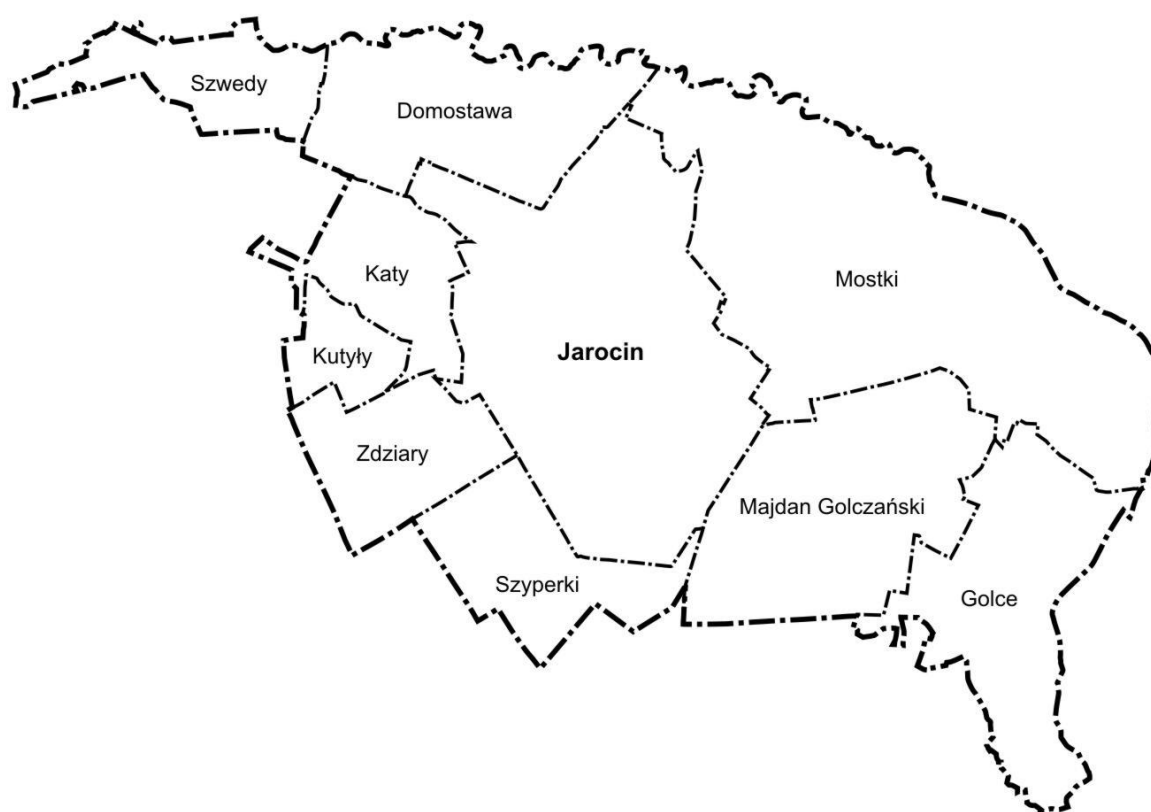 Szwedy
Domostawa
Katy
Mostki
Kutyły
Jarocin
Zdziary
Majdan Golczański
Szyperki
Golce